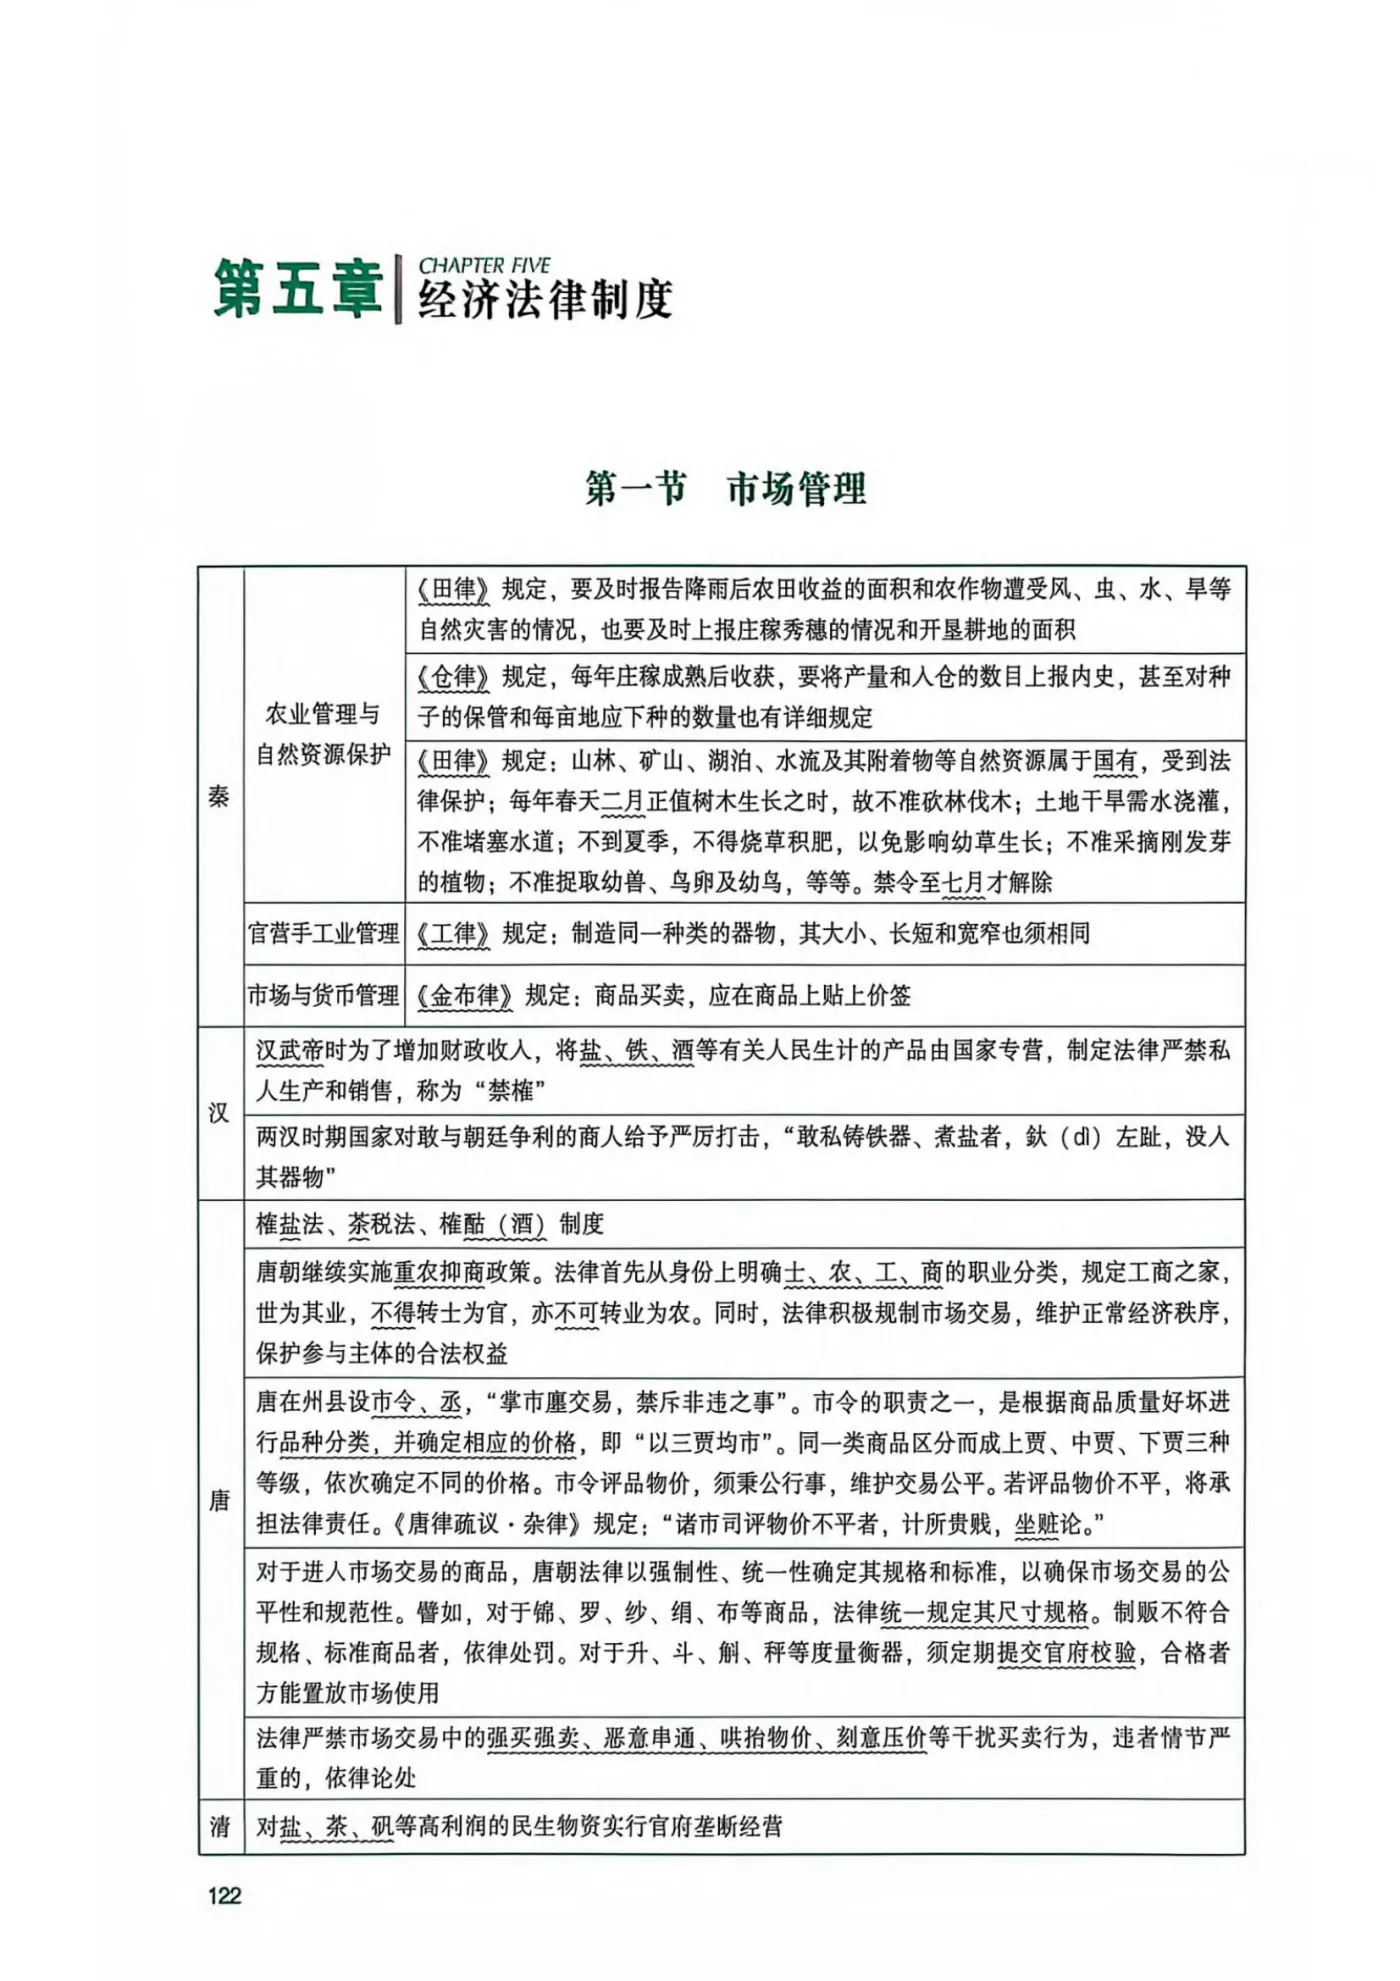 第五章
CHAPTER FIVE
经济法律制度
第一节 市场管理
秦
农业管理与
自然资源保护
《田律》规定，要及时报告降雨后农田收益的面积和农作物遭受风、虫、水、旱等
自然灾害的情况，也要及时上报庄稼秀穗的情况和开垦耕地的面积
《仓律》规定，每年庄稼成熟后收获，要将产量和入仓的数目上报内史，甚至对种
子的保管和每亩地应下种的数量也有详细规定
《田律》规定：山林、矿山、湖泊、水流及其附着物等自然资源属于国有，受到法
律保护；每年春天二月正值树木生长之时，故不准砍林伐木；土地干旱需水浇灌，
不准堵塞水道；不到夏季，不得烧草积肥，以免影响幼草生长；不准采摘刚发芽
的植物；不准捉取幼兽、鸟卵及幼鸟，等等。禁令至七月才解除
官营手工业管理
《工律》规定：制造同一种类的器物，其大小、长短和宽窄也须相同
市场与货币管理
《金布律》规定：商品买卖，应在商品上贴上价签
汉
汉武帝时为了增加财政收入，将盐、铁、酒等有关人民生计的产品由国家专营，制定法律严禁私
人生产和销售，称为“禁榷”
两汉时期国家对敢与朝廷争利的商人给予严厉打击，“敢私铸铁器、煮盐者，釱（dì）左趾，没入
其器物”
唐
榷盐法、茶税法、榷酤（酒）制度
唐朝继续实施重农抑商政策。法律首先从身份上明确士、农、工、商的职业分类，规定工商之家，
世为其业，不得转士为官，亦不可转业为农。同时，法律积极规制市场交易，维护正常经济秩序，
保护参与主体的合法权益
唐在州县设市令、丞，“掌市廛交易，禁斥非违之事”。市令的职责之一，是根据商品质量好坏进
行品种分类，并确定相应的价格，即“以三贾均市”。同一类商品区分而成上贾、中贾、下贾三种
等级，依次确定不同的价格。市令评品物价，须秉公行事，维护交易公平。若评品物价不平，将承
担法律责任。《唐律疏议·杂律》规定：“诸市司评物价不平者，计所贵贱，坐赃论。”
对于进入市场交易的商品，唐朝法律以强制性、统一性确定其规格和标准，以确保市场交易的公
平性和规范性。譬如，对于锦、罗、纱、绢、布等商品，法律统一规定其尺寸规格。制贩不符合
规格、标准商品者，依律处罚。对于升、斗、斛、秤等度量衡器，须定期提交官府校验，合格者
方能置放市场使用
法律严禁市场交易中的强买强卖、恶意串通、哄抬物价、刻意压价等干扰买卖行为，违者情节严
重的，依律论处
清
对盐、茶、矾等高利润的民生物资实行官府垄断经营
122